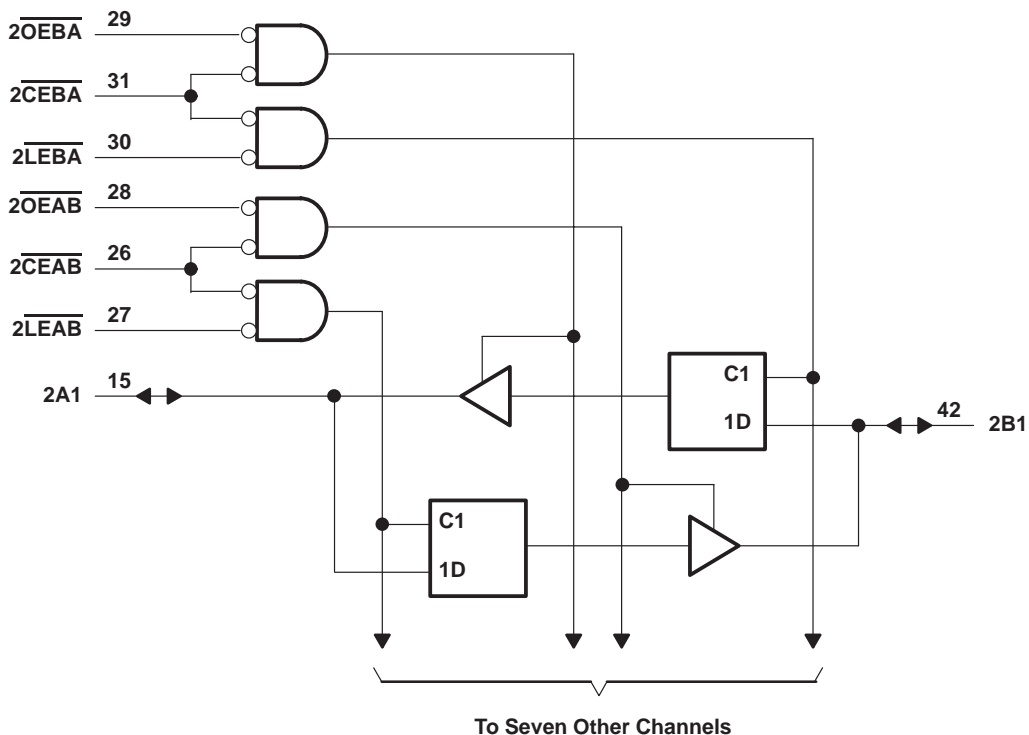 2OEBA 29
2CEBA 31
2LEBA 30
2OEAB 28
2CEAB 26
2LEAB 27
2A1 15
C1
1D
42 2B1
C1
1D
To Seven Other Channels